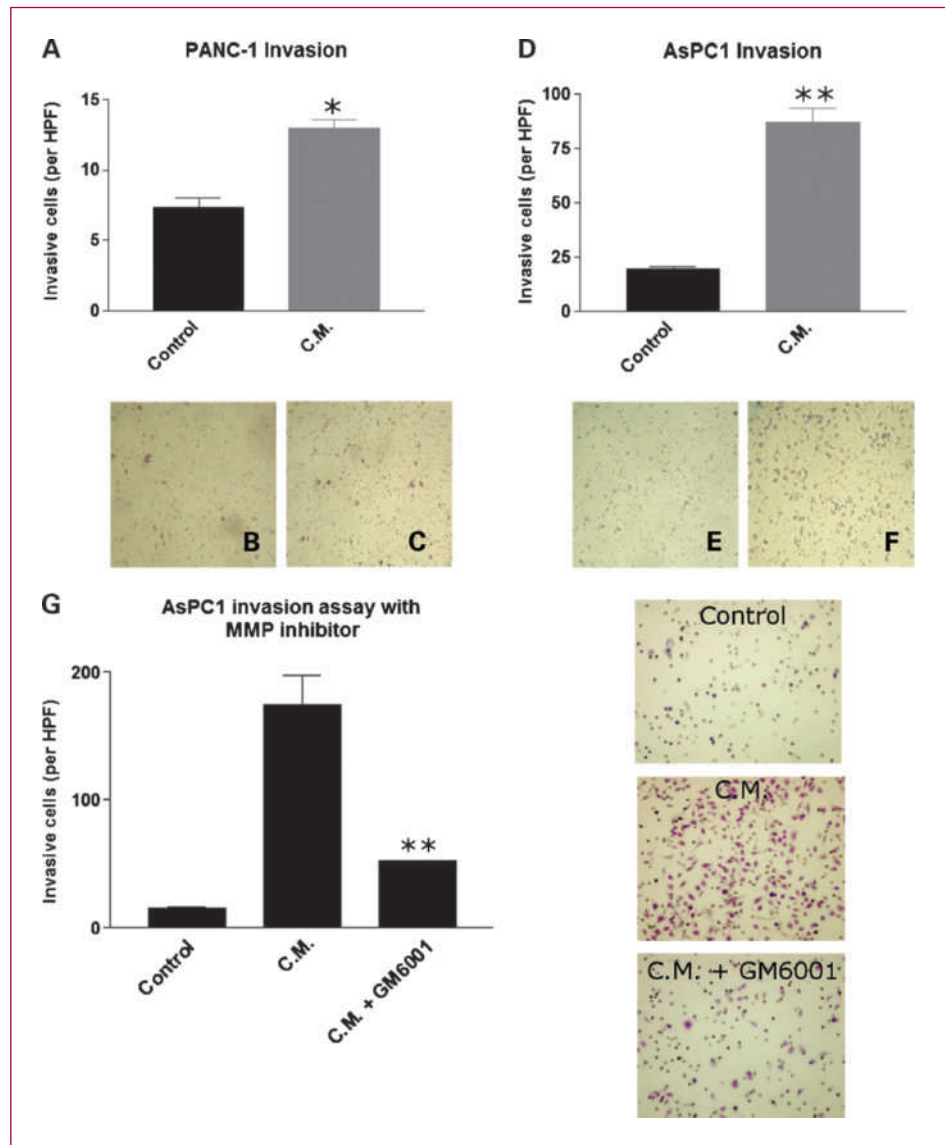 A
PANC-1 Invasion
Invasive cells (per HPF)
15
10
5
0
*
Control
C.M.
B
C
D
AsPC1 Invasion
Invasive cells (per HPF)
100
75
50
25
0
**
Control
C.M.
E
F
G
AsPC1 invasion assay with
MMP inhibitor
Invasive cells (per HPF)
200
100
0
**
Control
C.M.
C.M. + GM6001
Control
C.M.
C.M. + GM6001